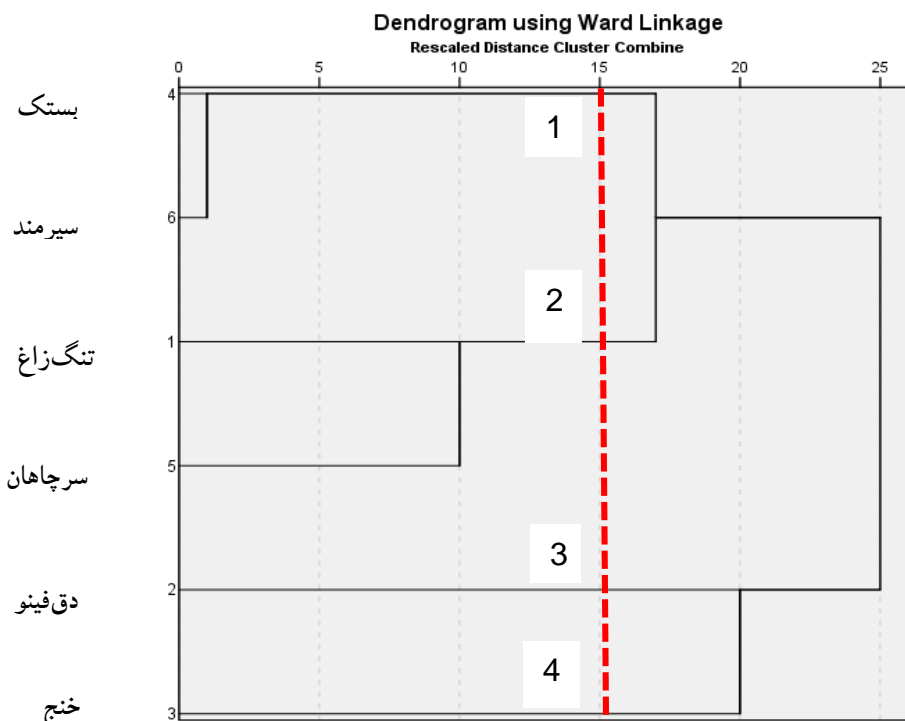 Dendrogram using Ward Linkage
Rescaled Distance Cluster Combine
0 5 10 15 20 25
بستک 4
1
سیرمند 6
2
تنگ‌زاغ 1
سرچاهان 5
3
دق‌فینو 2
4
خنج 3